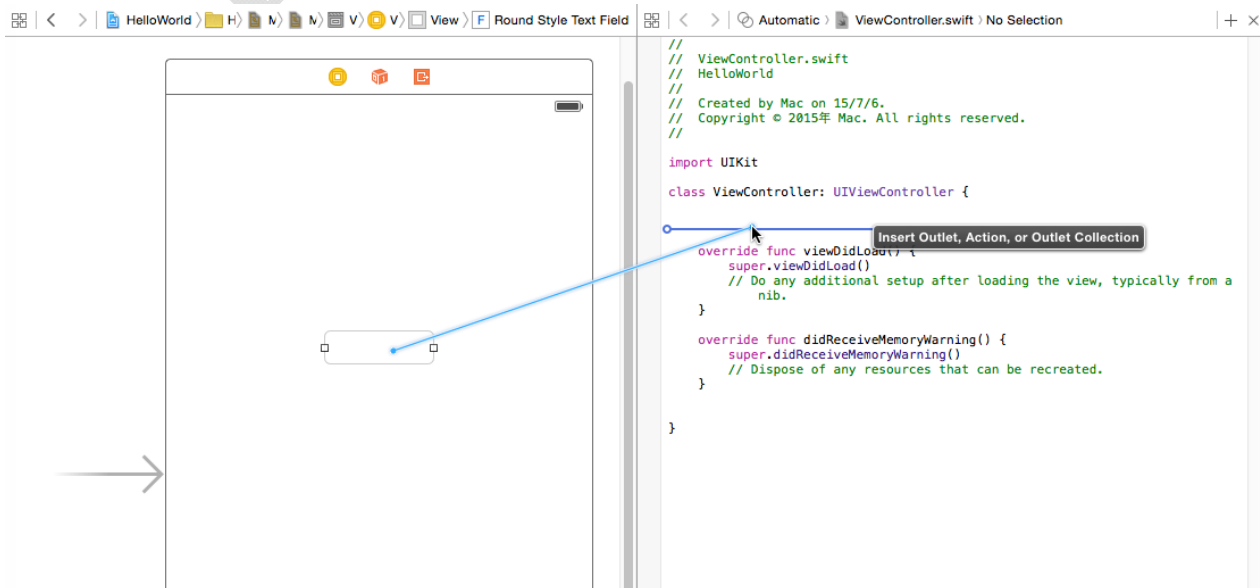 HelloWorld 〉 H 〉 M 〉 M 〉 V 〉 V 〉 View 〉 F Round Style Text Field
Automatic 〉 ViewController.swift 〉 No Selection
//
//  ViewController.swift
//  HelloWorld
//
//  Created by Mac on 15/7/6.
//  Copyright © 2015年 Mac. All rights reserved.
//
import UIKit
class ViewController: UIViewController {
Insert Outlet, Action, or Outlet Collection
override func viewDidLoad() {
super.viewDidLoad()
// Do any additional setup after loading the view, typically from a
nib.
}
override func didReceiveMemoryWarning() {
super.didReceiveMemoryWarning()
// Dispose of any resources that can be recreated.
}
}